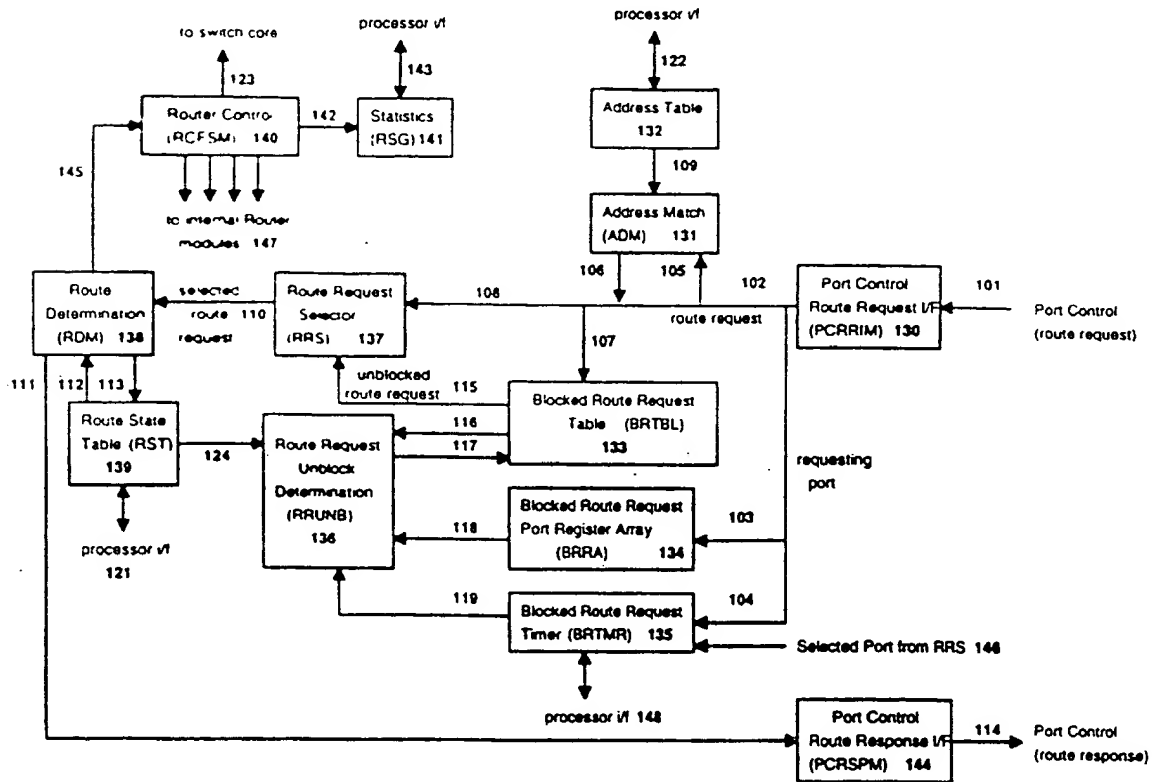 processor i/f
processor i/f
to switch core
143
122
123
Router Control
(RCFSM) 140
142
Statistics
(RSG) 141
Address Table
132
145
109
to internal Router
modules 147
Address Match
(ADM) 131
106
105
102
Route
Determination
(RDM) 138
selected
route 110
request
Route Request
Selector
(RRS) 137
108
route request
Port Control
Route Request I/F
(PCRRIM) 130
101
Port Control
(route request)
107
111
112
113
unblocked
route request
115
Route State
Table (RST)
139
124
Route Request
Unblock
Determination
(RRUNB)
136
116
117
Blocked Route Request
Table (BRTBL)
133
requesting
port
processor i/f
121
118
Blocked Route Request
Port Register Array
(BRRA) 134
103
119
Blocked Route Request
Timer (BRTMR) 135
104
Selected Port from RRS 146
processor i/f 148
Port Control
Route Response I/F
(PCRSPM) 144
114
Port Control
(route response)